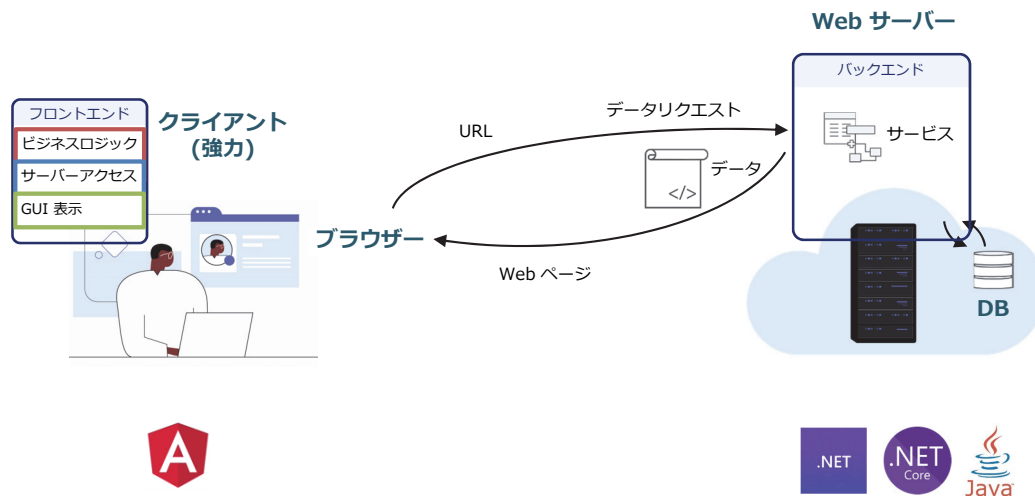 Web サーバー
バックエンド
サービス
DB
フロントエンド
ビジネスロジック
サーバーアクセス
GUI 表示
クライアント
(強力)
ブラウザー
URL
データリクエスト
データ
</>
Web ページ
A
.NET
.NET
Core
Java